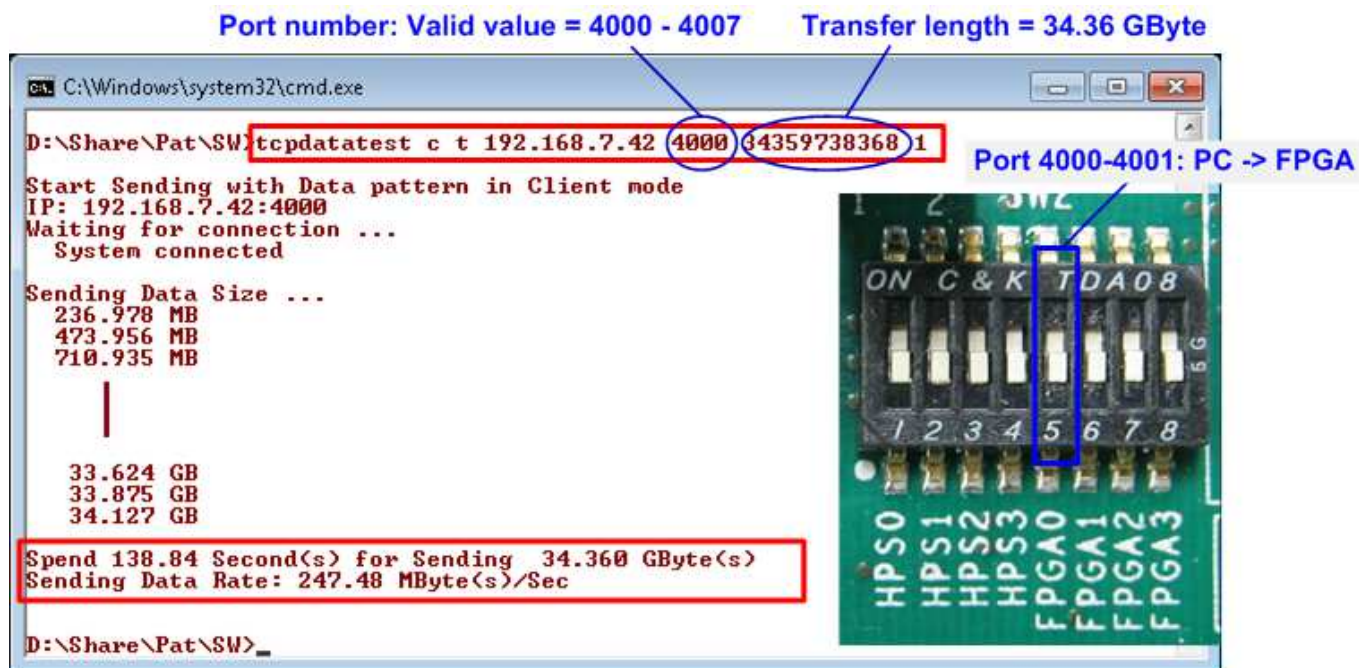 Port number: Valid value = 4000 - 4007
Transfer length = 34.36 GByte
C:\Windows\system32\cmd.exe
D:\Share\Pat\SW>tcpdatatest c t 192.168.7.42 4000 34359738368 1
Port 4000-4001: PC -> FPGA
Start Sending with Data pattern in Client mode
IP: 192.168.7.42:4000
Waiting for connection ...
System connected
Sending Data Size ...
236.978 MB
473.956 MB
710.935 MB
33.624 GB
33.875 GB
34.127 GB
Spend 138.84 Second(s) for Sending 34.360 GByte(s)
Sending Data Rate: 247.48 MByte(s)/Sec
D:\Share\Pat\SW>_
1 2 SW2
ON C & K TDA08
1 2 3 4 5 6 7 8
HPS0
HPS1
HPS2
HPS3
FPGA0
FPGA1
FPGA2
FPGA3